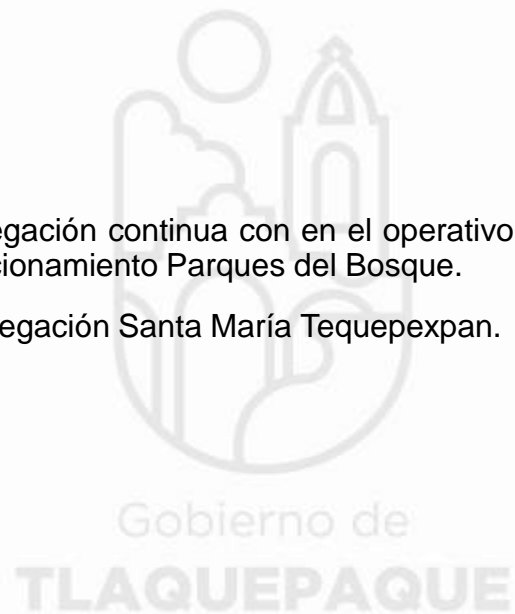 egación continua con en el operativo
cionamiento Parques del Bosque.
egación Santa María Tequepexpan.
Gobierno de
TLAQUEPAQUE